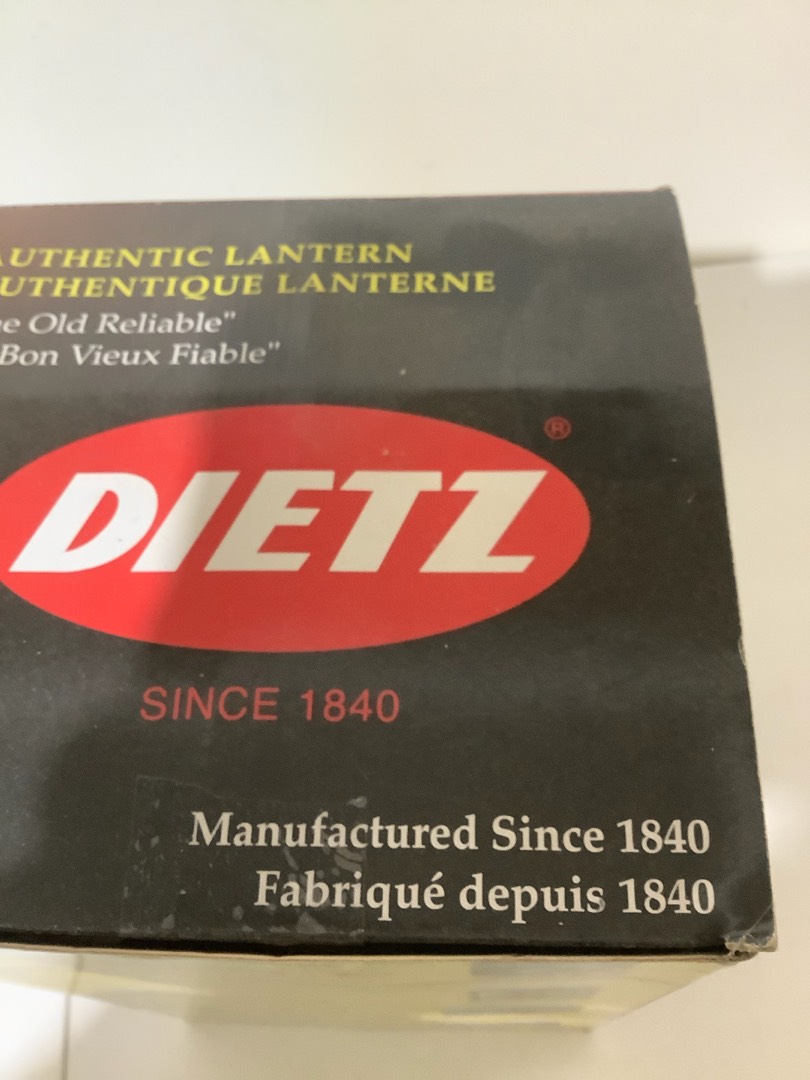 AUTHENTIC LANTERN
UTHENTIQUE LANTERNE
e Old Reliable"
Bon Vieux Fiable"
DIETZ®
SINCE 1840
Manufactured Since 1840
Fabriqué depuis 1840